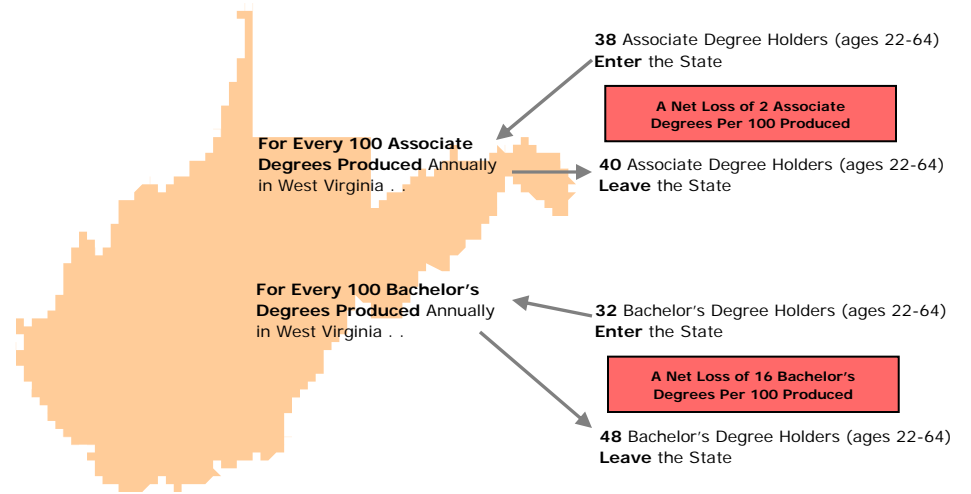 38 Associate Degree Holders (ages 22-64)
Enter the State
A Net Loss of 2 Associate
Degrees Per 100 Produced
For Every 100 Associate
Degrees Produced Annually
in West Virginia . .
40 Associate Degree Holders (ages 22-64)
Leave the State
For Every 100 Bachelor's
Degrees Produced Annually
in West Virginia . .
32 Bachelor's Degree Holders (ages 22-64)
Enter the State
A Net Loss of 16 Bachelor's
Degrees Per 100 Produced
48 Bachelor's Degree Holders (ages 22-64)
Leave the State